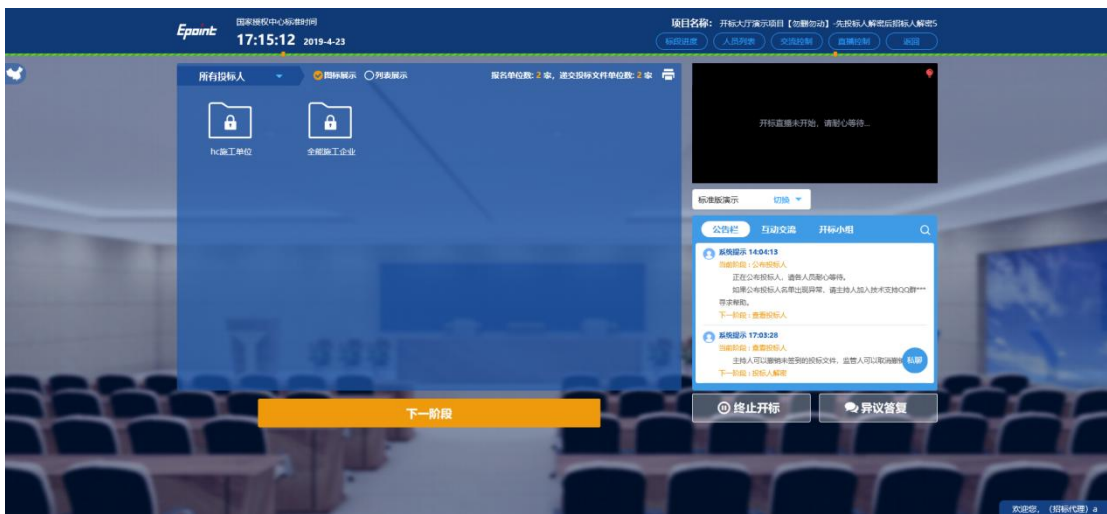 Epoint
国家授权中心标准时间
17:15:12 2019-4-23
项目名称: 开标大厅演示项目【勿删勿动】-先投标人解密后招标人解密5
标段进度 人员列表 交流控制 直播控制 返回
所有投标人 图标展示 列表展示 报名单位数: 2 家, 递交投标文件单位数: 2 家
hc施工单位 全能施工企业
开标直播未开始, 请耐心等待...
标准版演示 切换
公告栏 互动交流 开标小组
系统提示 14:04:13
当前阶段 : 公布投标人
正在公布投标人, 请各人员耐心等待。
如果公布投标人名单出现异常, 请主持人加入技术支持QQ群***
寻求帮助。
下一阶段 : 查看投标人
系统提示 17:03:28
当前阶段 : 查看投标人
主持人可以撤销未签到的投标文件, 监管人可以取消撤销
私聊
下一阶段 : 投标人解密
下一阶段
终止开标 异议答复
欢迎您, (招标代理) a